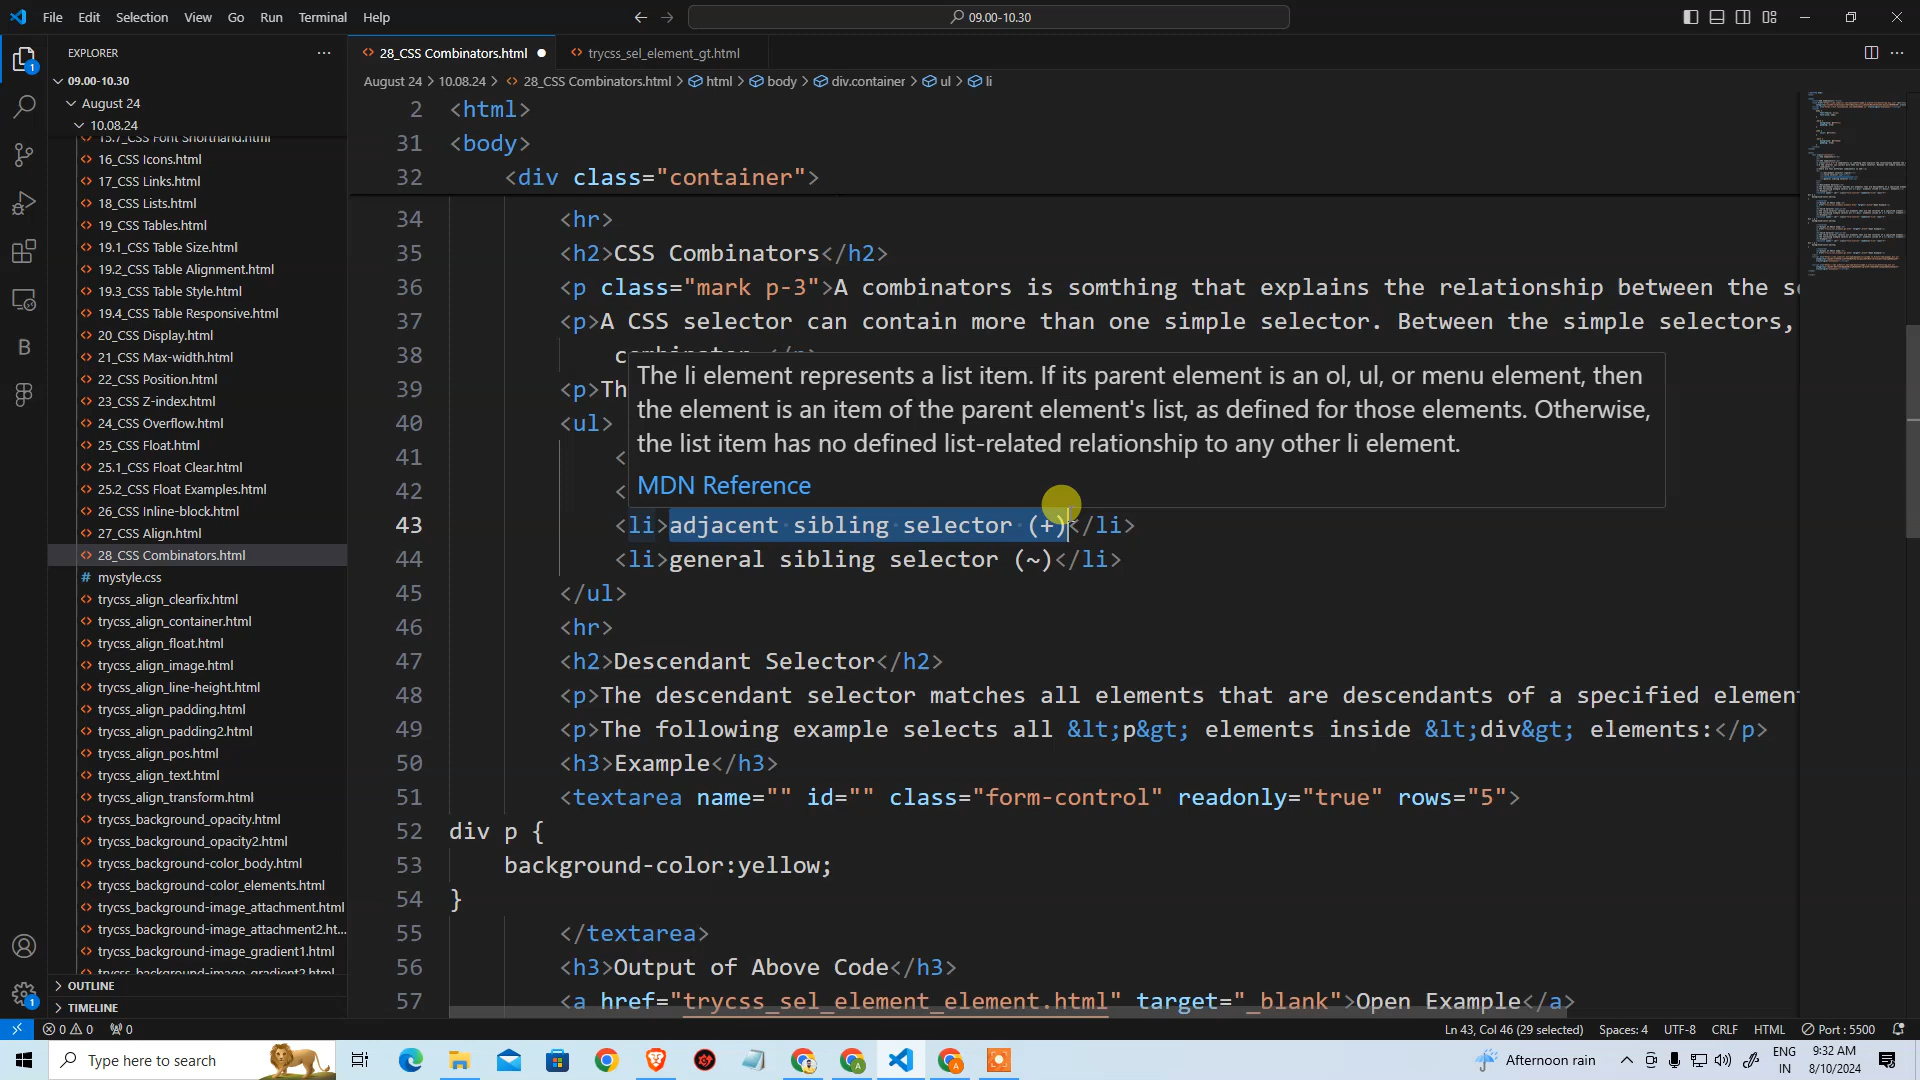 File Edit Selection View Go Run Terminal Help
09.00-10.30
EXPLORER
09.00-10.30
August 24
10.08.24
15.7_CSS Font Shorthand.html
16_CSS Icons.html
17_CSS Links.html
18_CSS Lists.html
19_CSS Tables.html
19.1_CSS Table Size.html
19.2_CSS Table Alignment.html
19.3_CSS Table Style.html
19.4_CSS Table Responsive.html
20_CSS Display.html
21_CSS Max-width.html
22_CSS Position.html
23_CSS Z-index.html
24_CSS Overflow.html
25_CSS Float.html
25.1_CSS Float Clear.html
25.2_CSS Float Examples.html
26_CSS Inline-block.html
27_CSS Align.html
28_CSS Combinators.html
# mystyle.css
trycss_align_clearfix.html
trycss_align_container.html
trycss_align_float.html
trycss_align_image.html
trycss_align_line-height.html
trycss_align_padding.html
trycss_align_padding2.html
trycss_align_pos.html
trycss_align_text.html
trycss_align_transform.html
trycss_background_opacity.html
trycss_background_opacity2.html
trycss_background-color_body.html
trycss_background-color_elements.html
trycss_background-image_attachment.html
trycss_background-image_attachment2.ht...
trycss_background-image_gradient1.html
trycss_background-image_gradient2.html
OUTLINE
TIMELINE
28_CSS Combinators.html
trycss_sel_element_gt.html
August 24 > 10.08.24 > 28_CSS Combinators.html > html > body > div.container > ul > li
2 <html>
31 <body>
32 <div class="container">
34 <hr>
35 <h2>CSS Combinators</h2>
36 <p class="mark p-3">A combinators is somthing that explains the relationship between the se
37 <p>A CSS selector can contain more than one simple selector. Between the simple selectors,
38
39 <p>Th
40 <ul>
41 <
42 <
The li element represents a list item. If its parent element is an ol, ul, or menu element, then
the element is an item of the parent element's list, as defined for those elements. Otherwise,
the list item has no defined list-related relationship to any other li element.
MDN Reference
43 <li>adjacent sibling selector (+)</li>
44 <li>general sibling selector (~)</li>
45 </ul>
46 <hr>
47 <h2>Descendant Selector</h2>
48 <p>The descendant selector matches all elements that are descendants of a specified element
49 <p>The following example selects all &lt;p&gt; elements inside &lt;div&gt; elements:</p>
50 <h3>Example</h3>
51 <textarea name="" id="" class="form-control" readonly="true" rows="5">
52 div p {
53 background-color:yellow;
54 }
55 </textarea>
56 <h3>Output of Above Code</h3>
57 <a href="trycss_sel_element_element.html" target="_blank">Open Example</a>
0 0 0
Ln 43, Col 46 (29 selected) Spaces: 4 UTF-8 CRLF HTML Port : 5500
Type here to search
Afternoon rain
ENG
IN
9:32 AM
8/10/2024